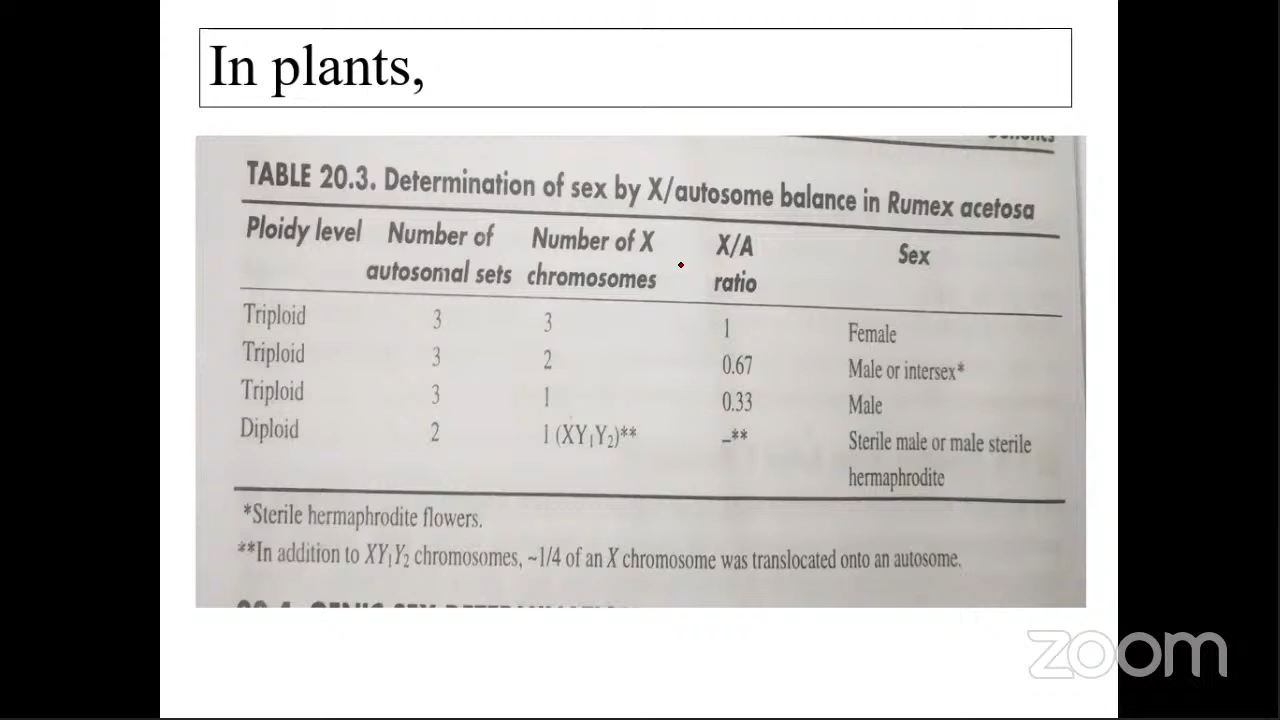 In plants,
Genetics
TABLE 20.3. Determination of sex by X/autosome balance in Rumex acetosa
Ploidy level Number of autosomal sets Number of X chromosomes X/A ratio Sex
Triploid 3 3 1 Female
Triploid 3 2 0.67 Male or intersex*
Triploid 3 1 0.33 Male
Diploid 2 1 (XY₁Y₂)** –** Sterile male or male sterile
hermaphrodite
*Sterile hermaphrodite flowers.
**In addition to XY₁Y₂ chromosomes, ~1/4 of an X chromosome was translocated onto an autosome.
zoom